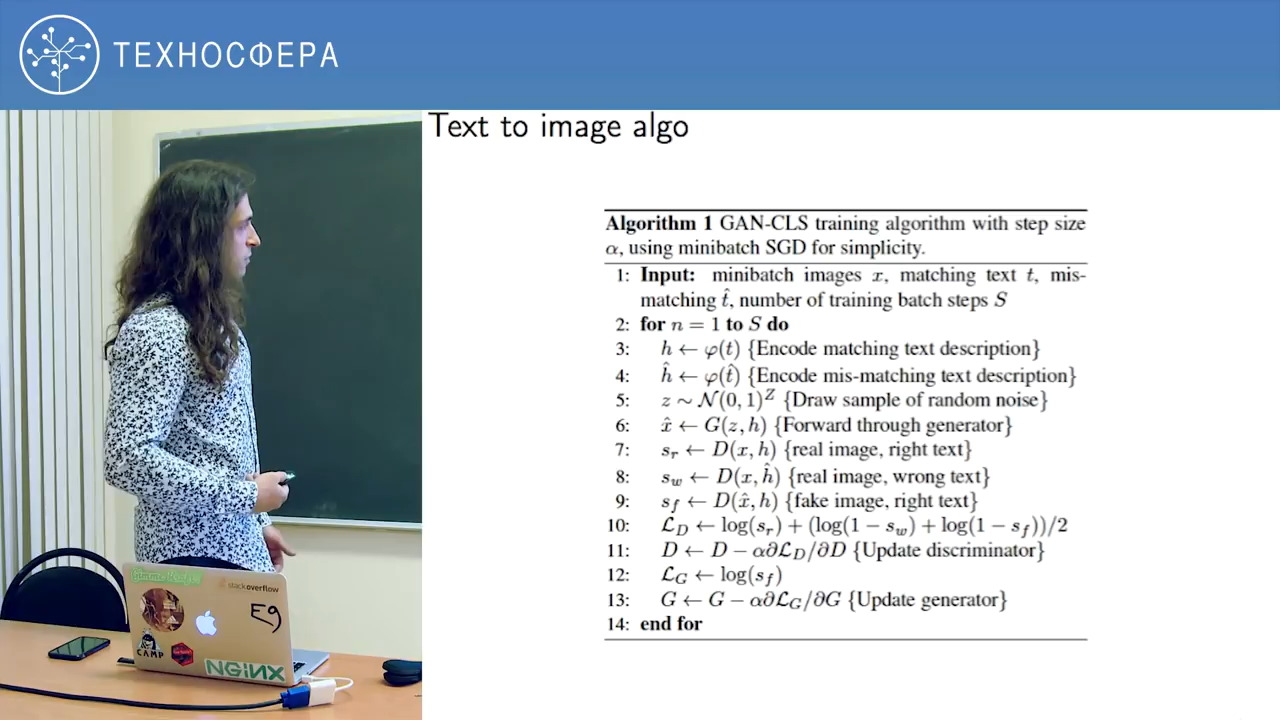 ТЕХНОСФЕРА
Text to image algo
Algorithm 1 GAN-CLS training algorithm with step size
α, using minibatch SGD for simplicity.
1: Input: minibatch images x, matching text t, mis-
matching t̂, number of training batch steps S
2: for n = 1 to S do
3: h ← φ(t) {Encode matching text description}
4: ĥ ← φ(t̂) {Encode mis-matching text description}
5: z ∼ 𝒩(0, 1)^Z {Draw sample of random noise}
6: x̂ ← G(z, h) {Forward through generator}
7: s_r ← D(x, h) {real image, right text}
8: s_w ← D(x, ĥ) {real image, wrong text}
9: s_f ← D(x̂, h) {fake image, right text}
10: ℒ_D ← log(s_r) + (log(1 − s_w) + log(1 − s_f))/2
11: D ← D − α∂ℒ_D/∂D {Update discriminator}
12: ℒ_G ← log(s_f)
13: G ← G − α∂ℒ_G/∂G {Update generator}
14: end for
stackoverflow
E9
CAMP
NGiNX